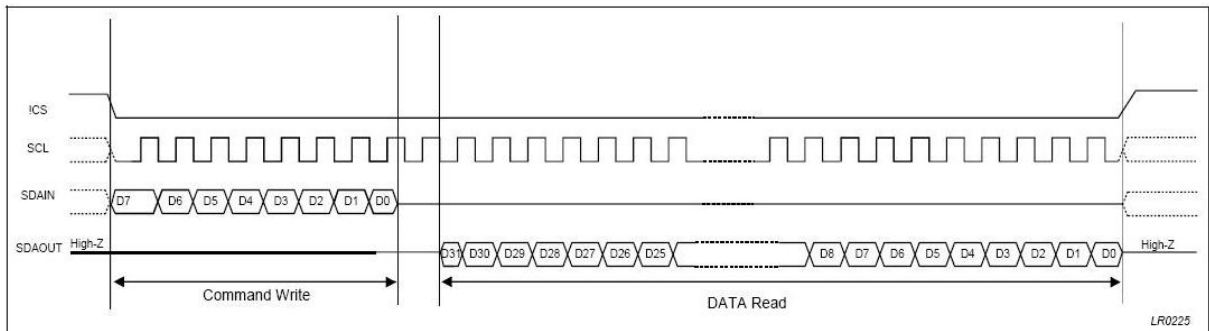 !CS
SCL
SDAIN D7 D6 D5 D4 D3 D2 D1 D0
SDAOUT High-Z D31 D30 D29 D28 D27 D26 D25 D8 D7 D6 D5 D4 D3 D2 D1 D0 High-Z
Command Write DATA Read
LR0225